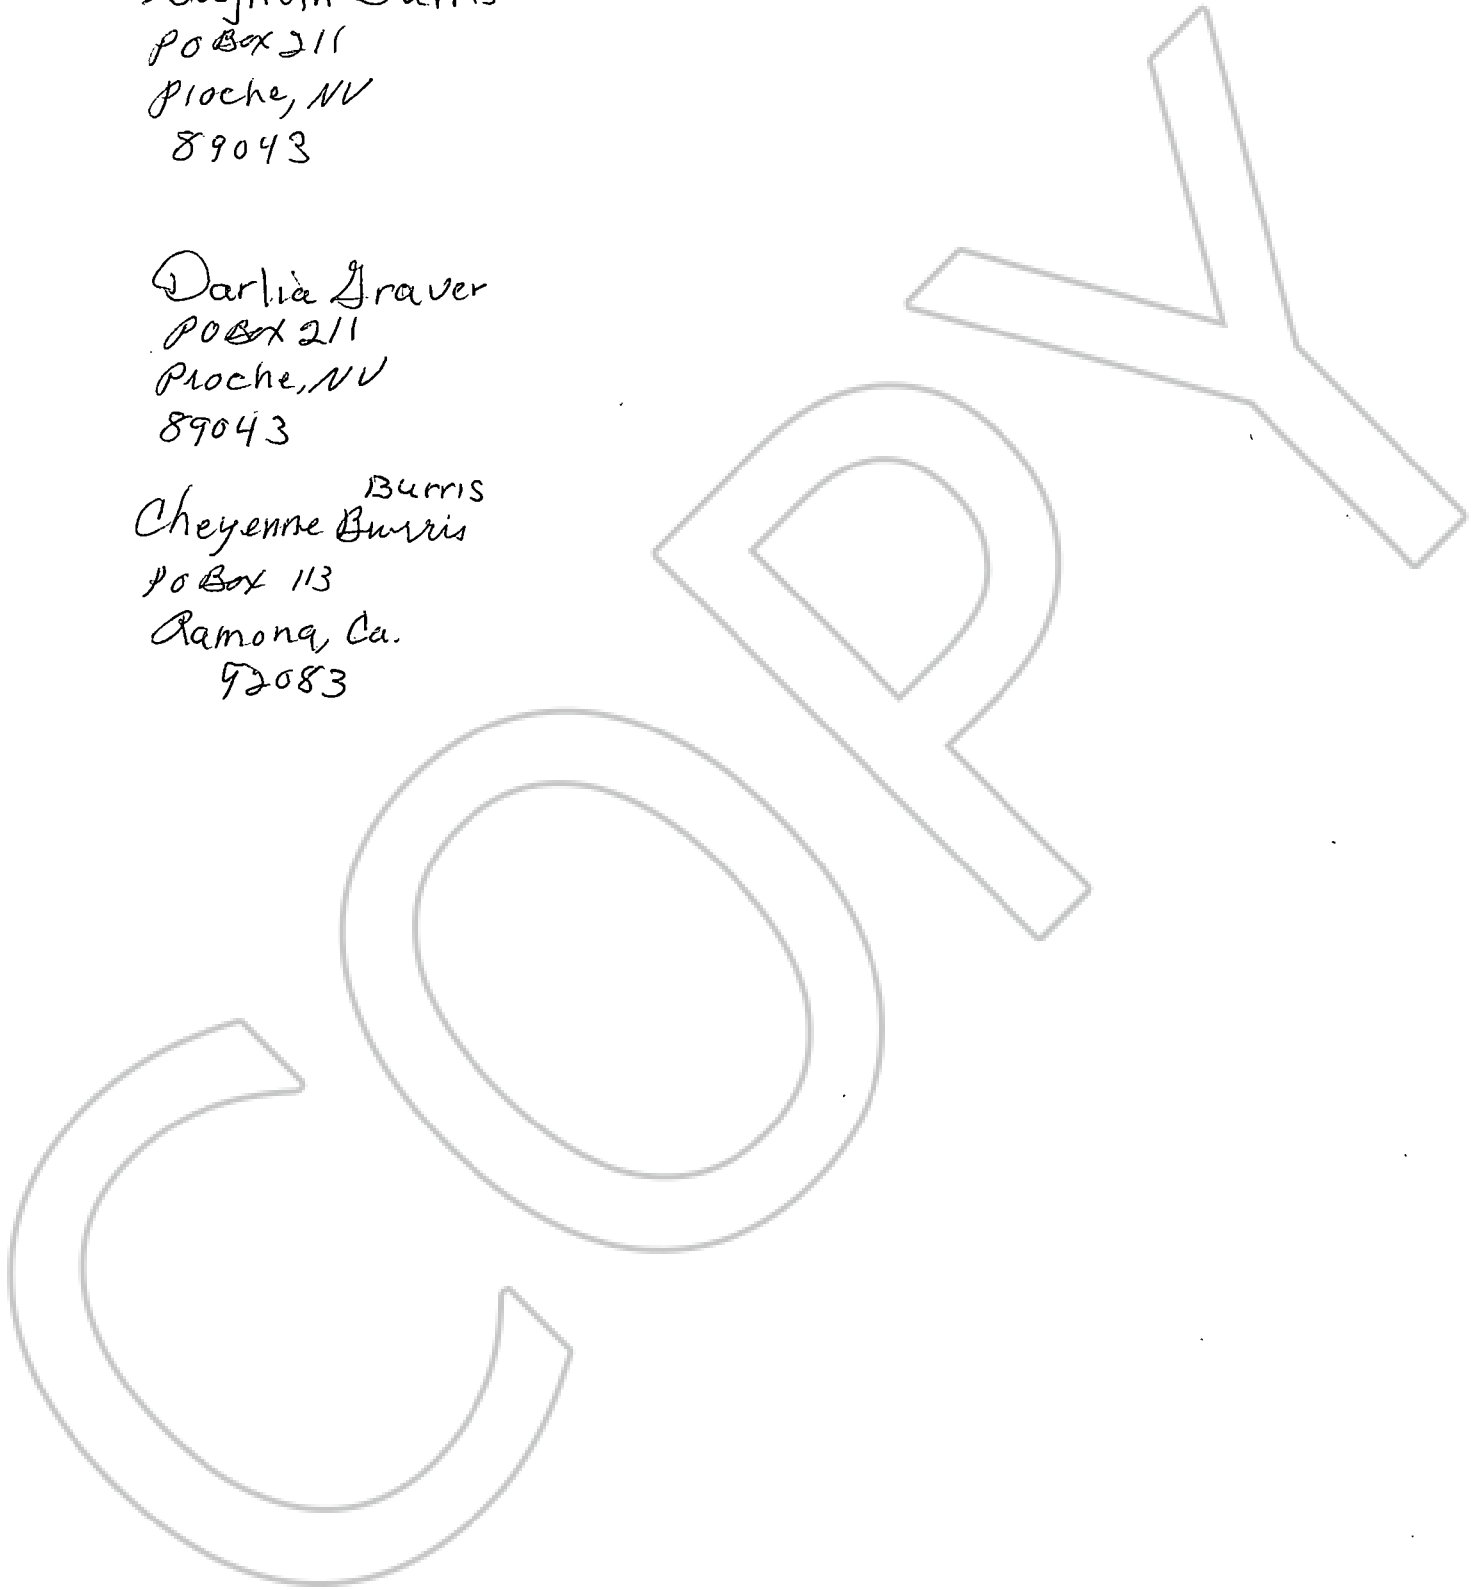 Burris
PO Box 211
Pioche, NV
89043
Darlia Graver
PO Box 211
Pioche, NV
89043
Burris
Cheyenne Burris
PO Box 113
Ramona, Ca.
92083
COPY